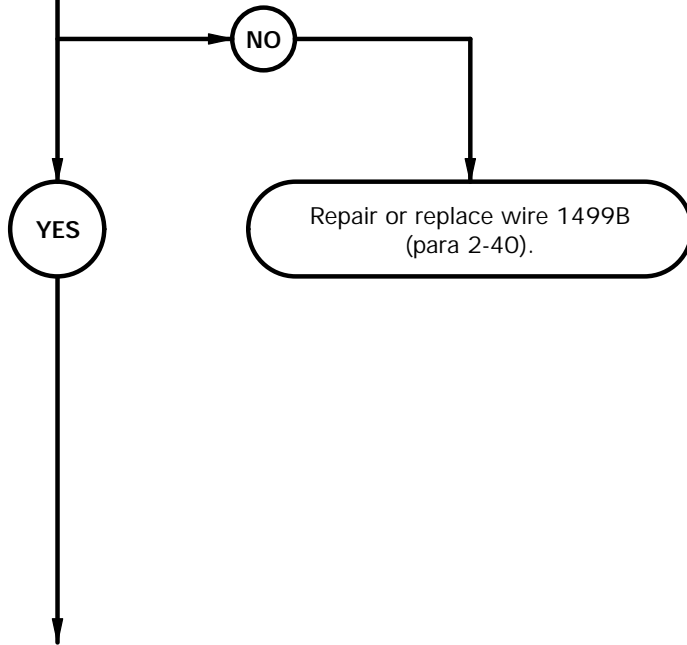 NO
YES
Repair or replace wire 1499B
(para 2-40).